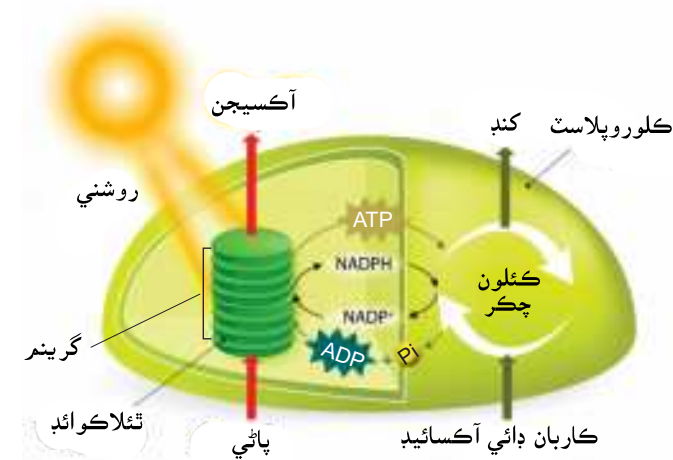 آڪسيجن
کنڊ
ڪلوروپلاسٽ
روشني
ATP
NADPH
ڪئلون
چڪر
NADP⁺
ADP
Pi
گرينم
ٿئلاڪوائڊ
پاڻي
ڪاربان ڊائي آڪسائيڊ